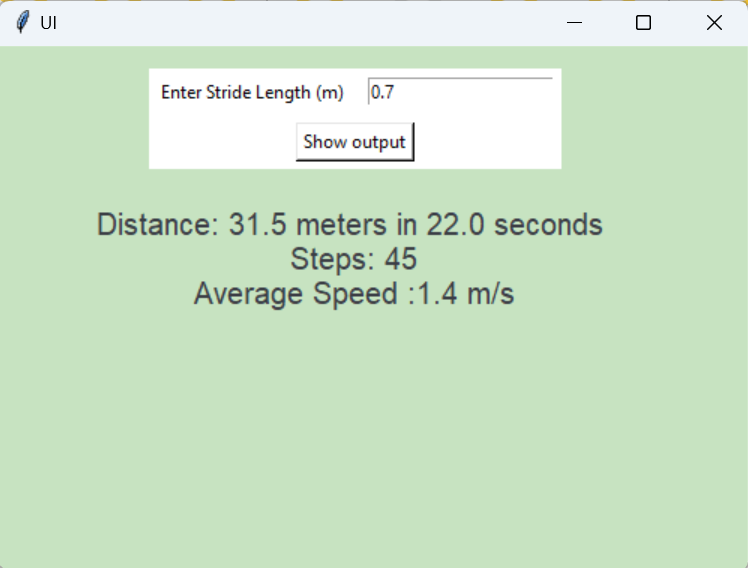 UI
Enter Stride Length (m) 0.7
Show output
Distance: 31.5 meters in 22.0 seconds
Steps: 45
Average Speed :1.4 m/s